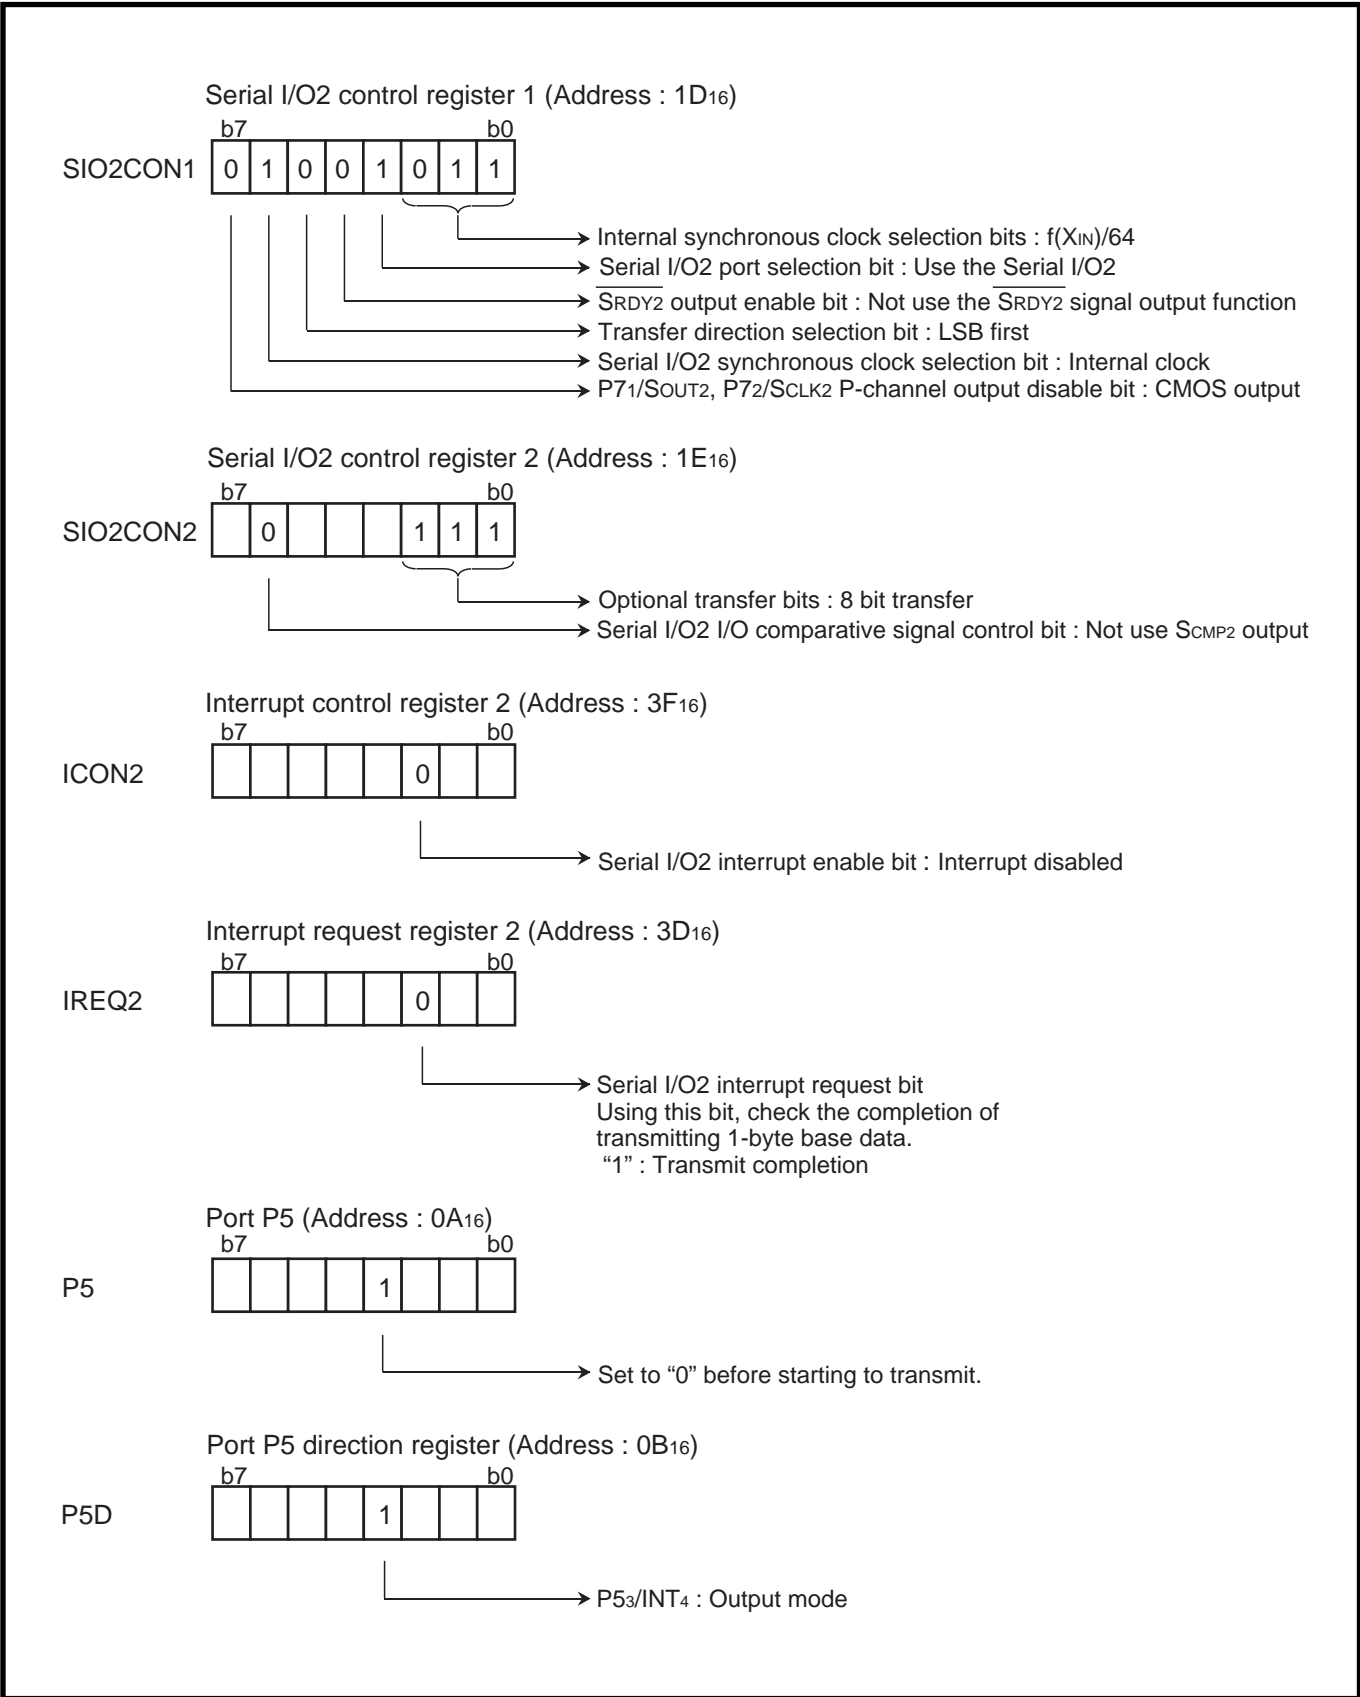 Serial I/O2 control register 1 (Address : 1D16)
b7 b0
SIO2CON1 0 1 0 0 1 0 1 1
Internal synchronous clock selection bits : f(XIN)/64
Serial I/O2 port selection bit : Use the Serial I/O2
SRDY2 output enable bit : Not use the SRDY2 signal output function
Transfer direction selection bit : LSB first
Serial I/O2 synchronous clock selection bit : Internal clock
P71/SOUT2, P72/SCLK2 P-channel output disable bit : CMOS output
Serial I/O2 control register 2 (Address : 1E16)
b7 b0
SIO2CON2 0 1 1 1
Optional transfer bits : 8 bit transfer
Serial I/O2 I/O comparative signal control bit : Not use SCMP2 output
Interrupt control register 2 (Address : 3F16)
b7 b0
ICON2 0
Serial I/O2 interrupt enable bit : Interrupt disabled
Interrupt request register 2 (Address : 3D16)
b7 b0
IREQ2 0
Serial I/O2 interrupt request bit
Using this bit, check the completion of
transmitting 1-byte base data.
“1” : Transmit completion
Port P5 (Address : 0A16)
b7 b0
P5 1
Set to “0” before starting to transmit.
Port P5 direction register (Address : 0B16)
b7 b0
P5D 1
P53/INT4 : Output mode